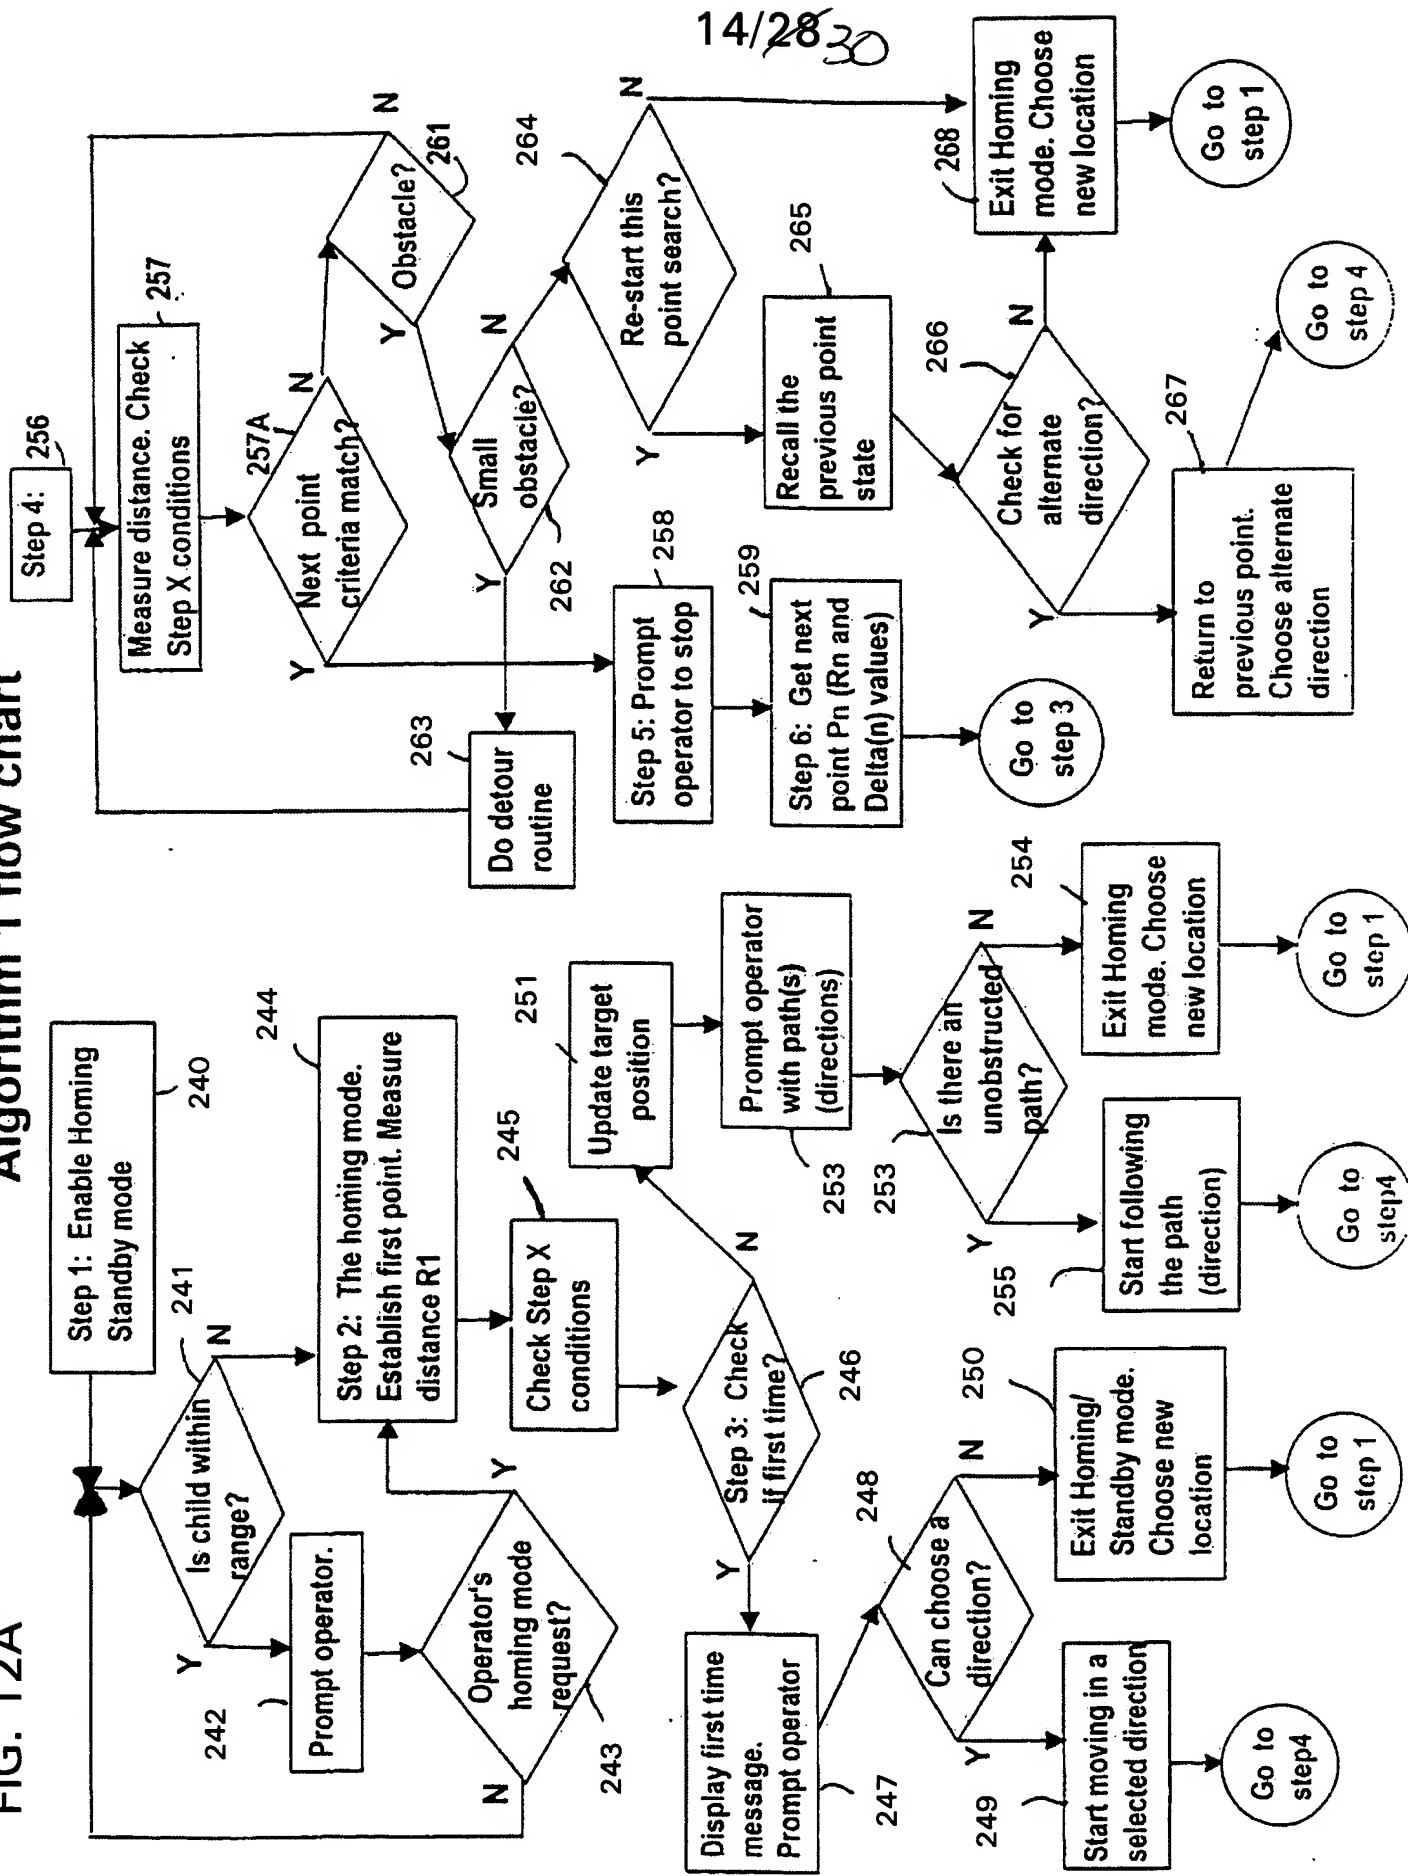 14/28 30
FIG. 12A
Algorithm 1 flow chart
Step 1: Enable Homing
Standby mode
240
241
Is child within
range?
Y
N
242
Prompt operator.
Operator's
homing mode
request?
243
N
Y
244
Step 2: The homing mode.
Establish first point. Measure
distance R1
245
Check Step X
conditions
Step 3: Check
if first time?
246
Y
N
Display first time
message.
Prompt operator
247
248
Can choose a
direction?
Y
N
249
Start moving in a
selected direction
Go to
step4
250
Exit Homing/
Standby mode.
Choose new
location
Go to
step1
251
Update target
position
Prompt operator
with path(s)
(directions)
253
253
Is there an
unobstructed
path?
Y
N
254
Exit Homing
mode. Choose
new location
Go to
step1
255
Start following
the path
(direction)
Go to
step4
Step 4:
256
Measure distance. Check
Step X conditions
257
257A
Next point
criteria match?
Y
N
Obstacle?
261
Y
N
Small
obstacle?
262
Y
N
263
Do detour
routine
258
Step 5: Prompt
operator to stop
259
Step 6: Get next
point Pn (Rn and
Delta(n) values)
Go to
step 3
264
Re-start this
point search?
Y
N
265
Recall the
previous point
state
266
Check for
alternate
direction?
Y
N
267
Return to
previous point.
Choose alternate
direction
Go to
step 4
268
Exit Homing
mode. Choose
new location
Go to
step 1